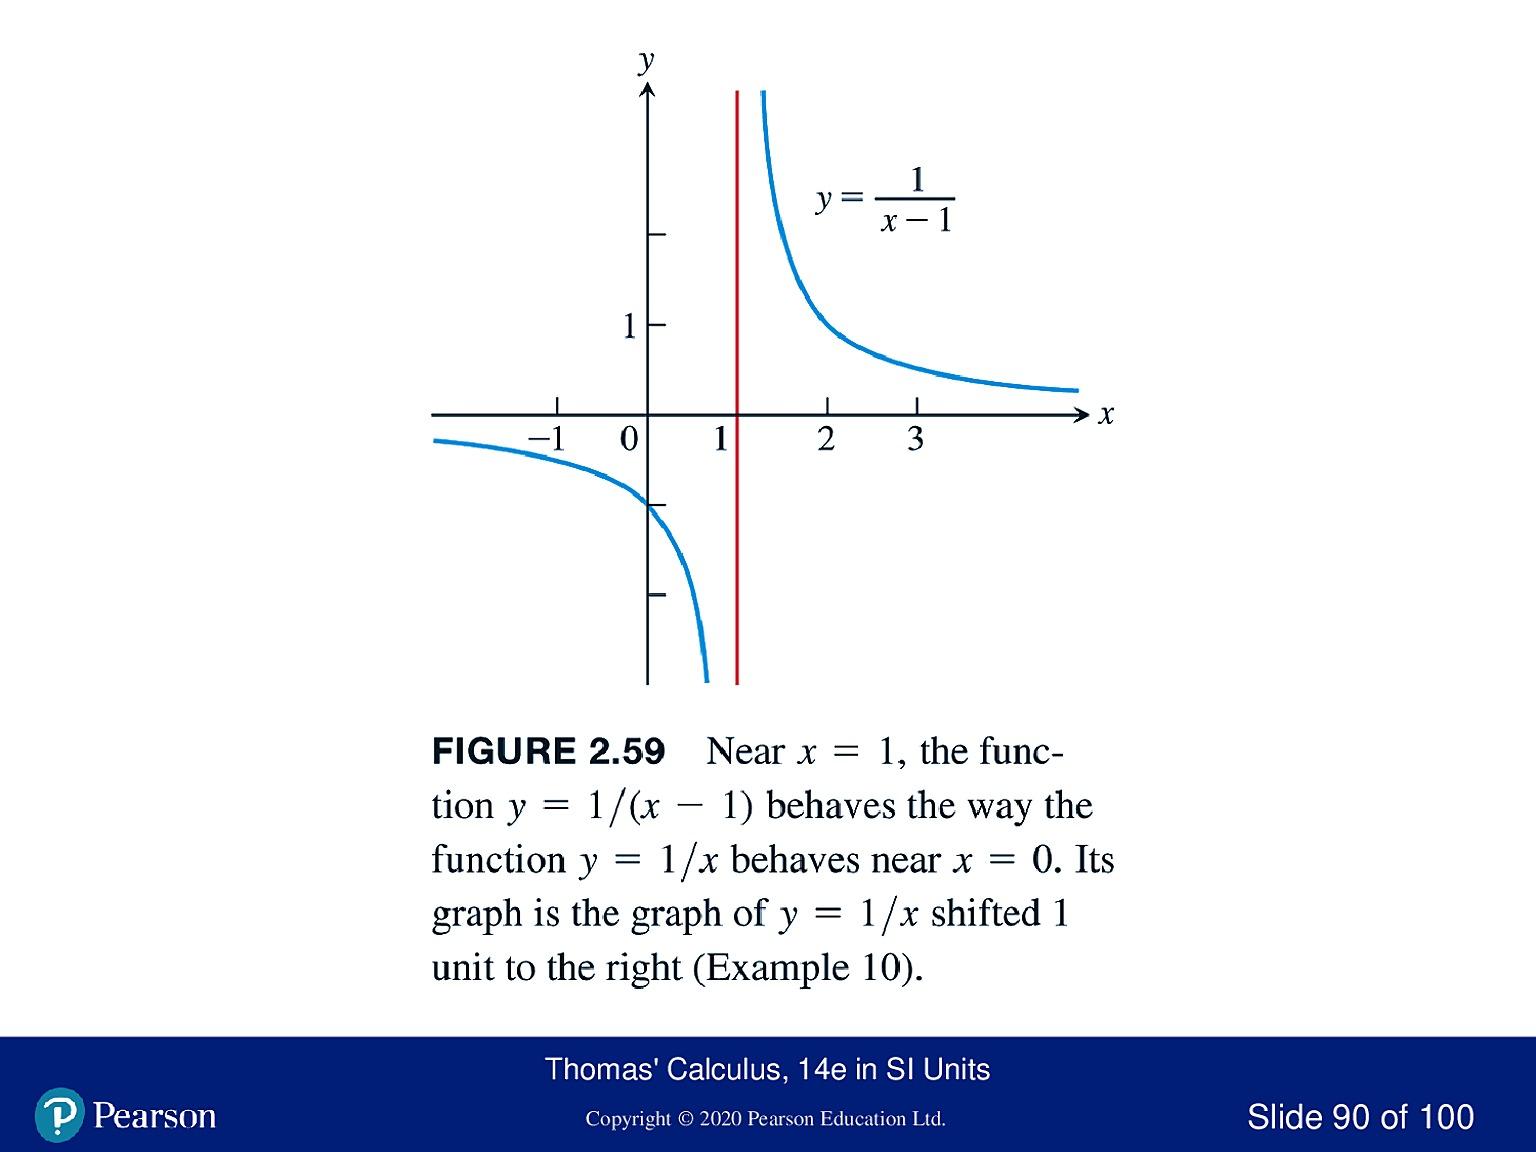 y
y = 1
x − 1
1
x
−1 0 1 2 3
FIGURE 2.59 Near x = 1, the func-
tion y = 1/(x − 1) behaves the way the
function y = 1/x behaves near x = 0. Its
graph is the graph of y = 1/x shifted 1
unit to the right (Example 10).
Thomas' Calculus, 14e in SI Units
Pearson
Copyright © 2020 Pearson Education Ltd.
Slide 90 of 100